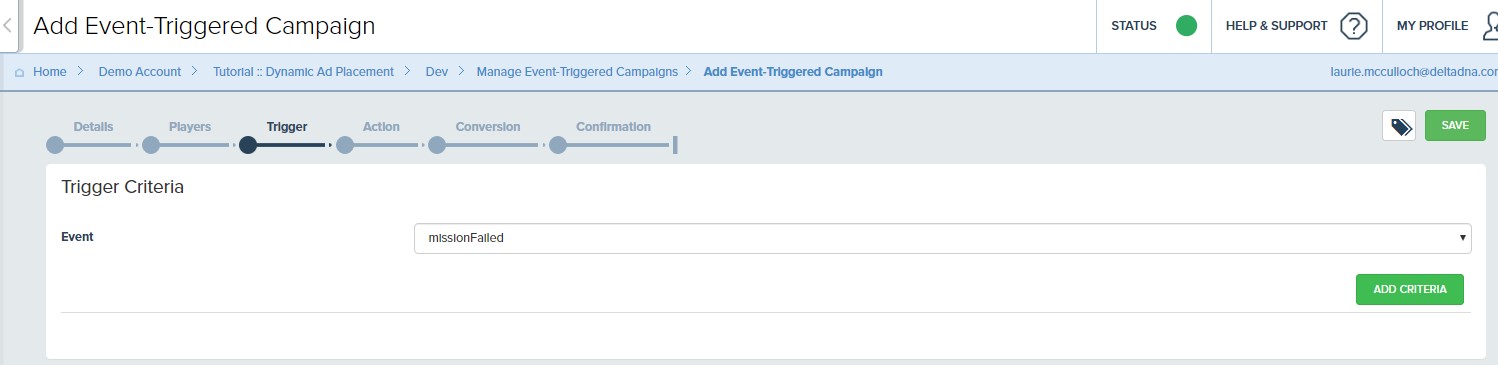 Add Event-Triggered Campaign
STATUS
HELP & SUPPORT ?
MY PROFILE
Home > Demo Account > Tutorial :: Dynamic Ad Placement > Dev > Manage Event-Triggered Campaigns > Add Event-Triggered Campaign
laurie.mcculloch@deltadna.cor
Details Players Trigger Action Conversion Confirmation
SAVE
Trigger Criteria
Event
missionFailed
ADD CRITERIA